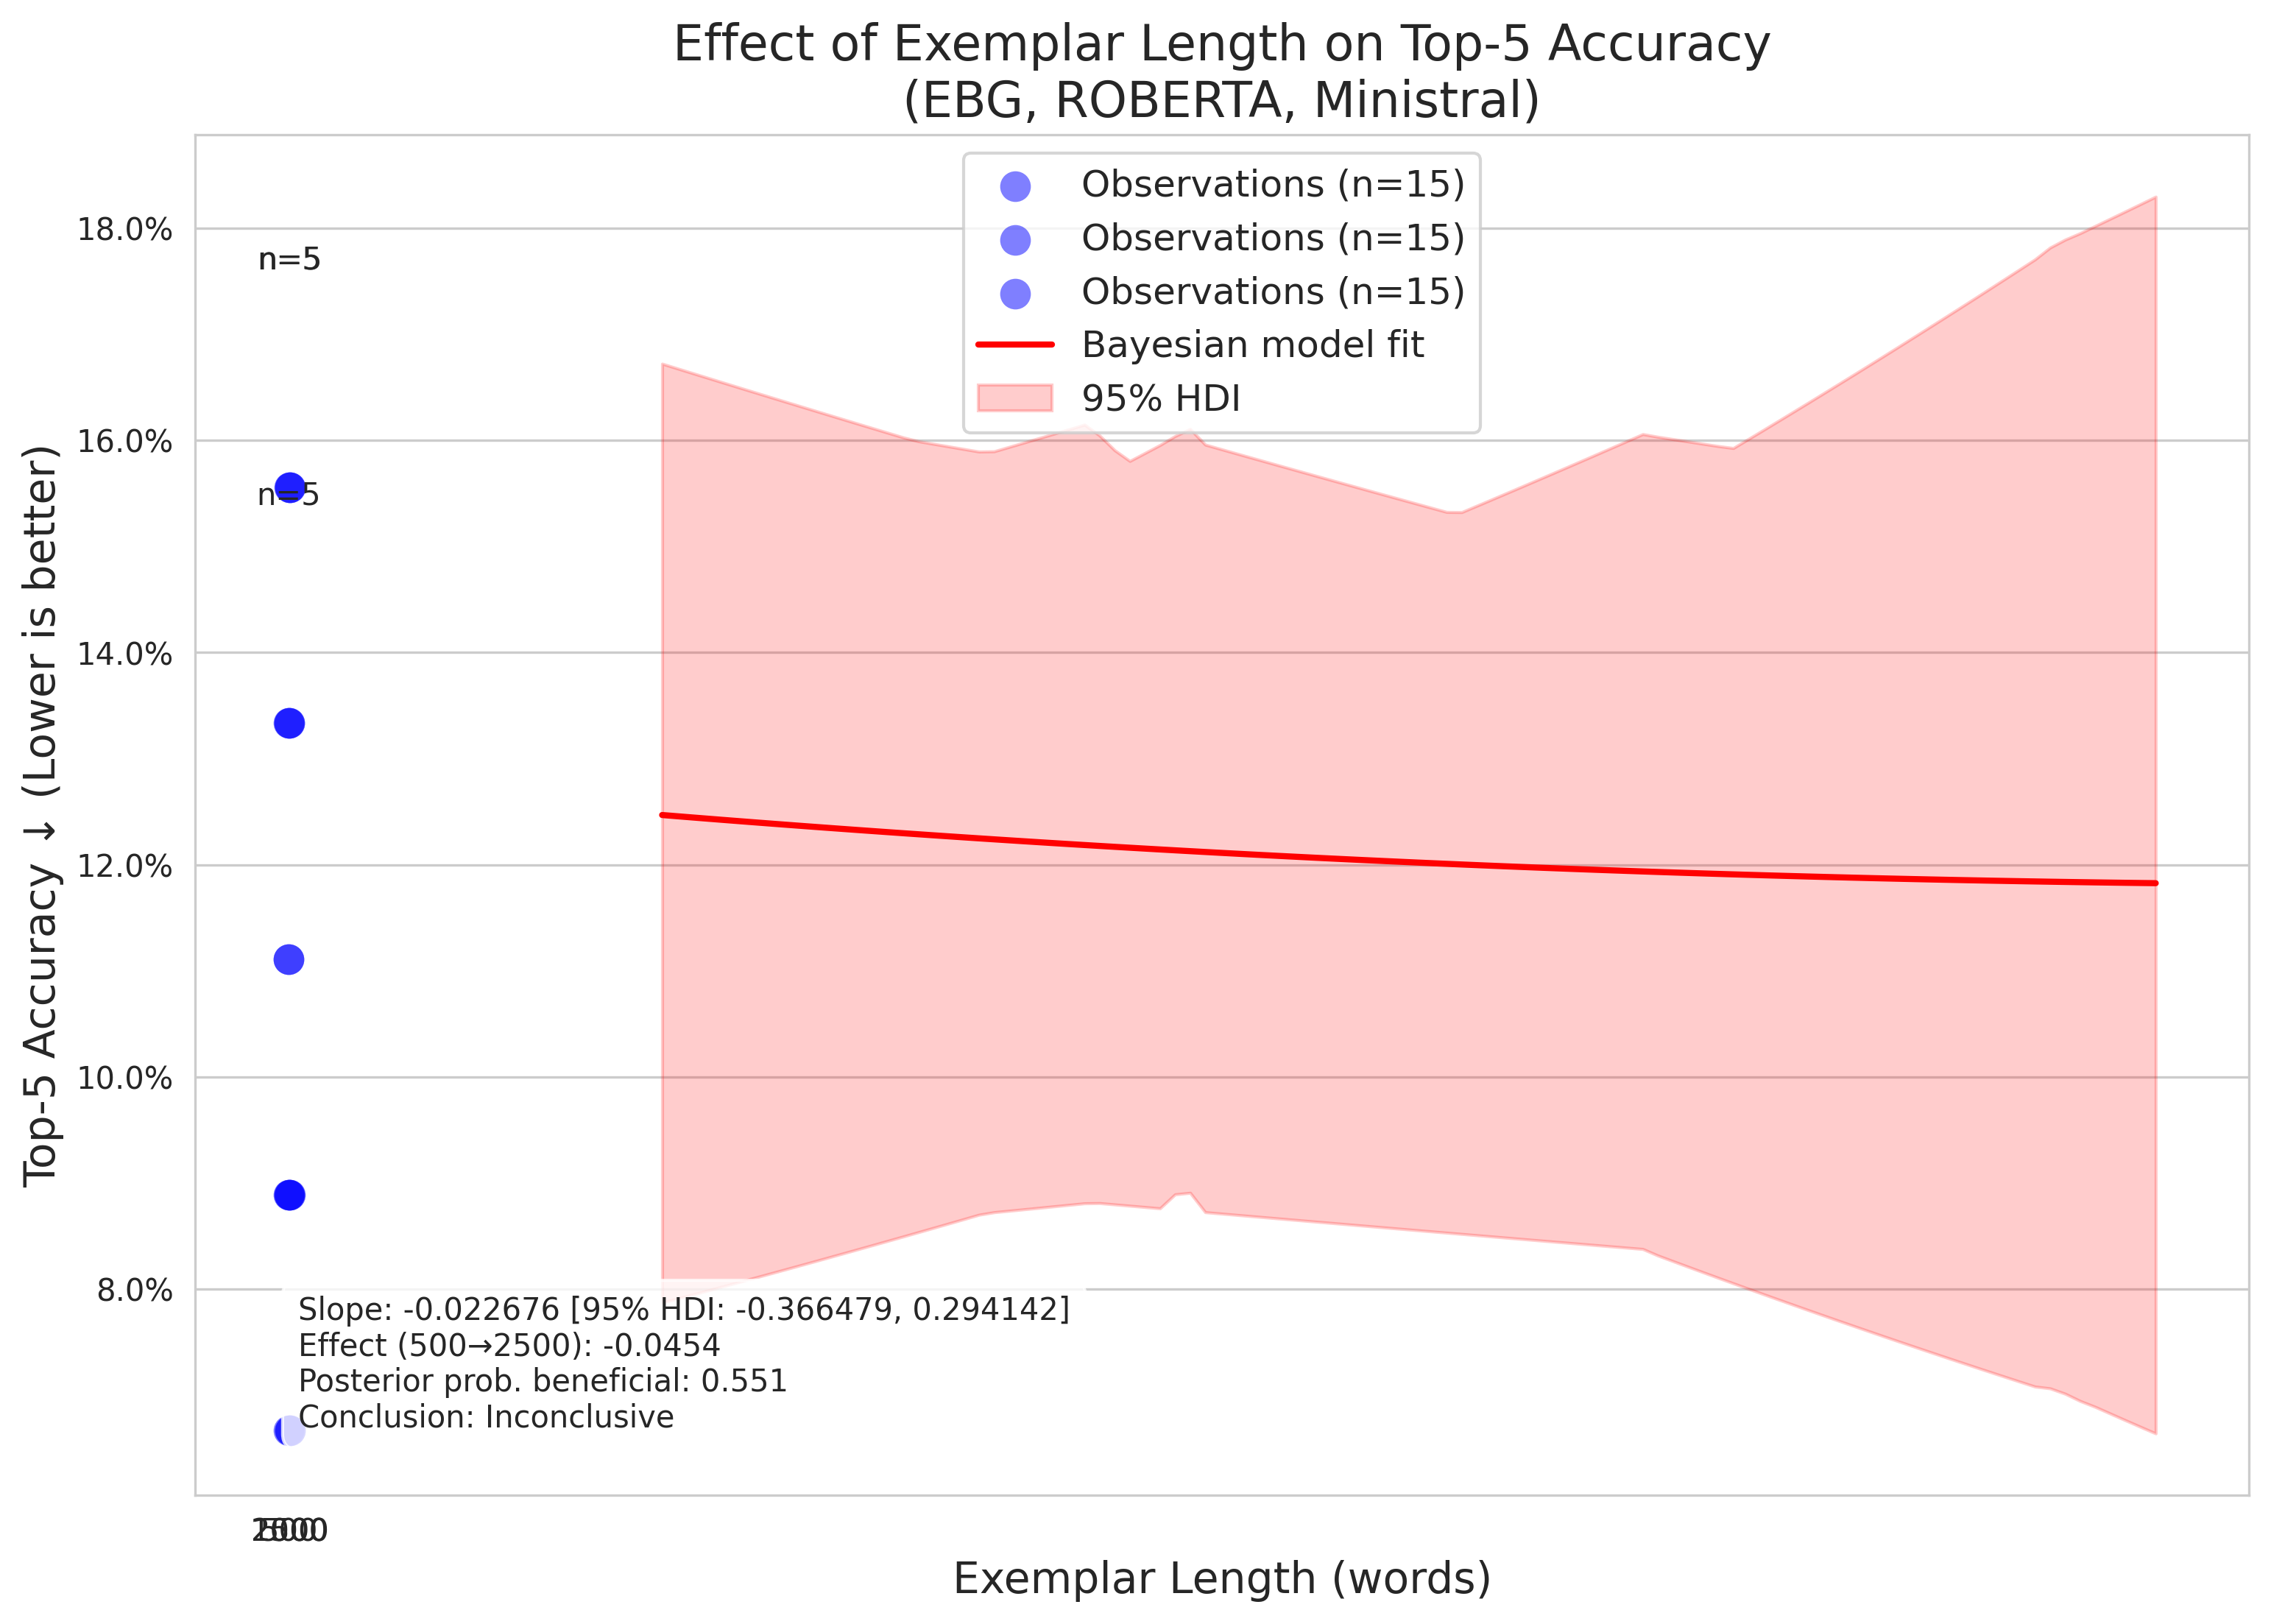 Effect of Exemplar Length on Top-5 Accuracy
(EBG, ROBERTA, Ministral)
Observations (n=15)
Observations (n=15)
Observations (n=15)
Bayesian model fit
95% HDI
Top-5 Accuracy ↓ (Lower is better)
18.0%
16.0%
14.0%
12.0%
10.0%
8.0%
n=5
n=5
Slope: -0.022676 [95% HDI: -0.366479, 0.294142]
Effect (500→2500): -0.0454
Posterior prob. beneficial: 0.551
Conclusion: Inconclusive
Exemplar Length (words)